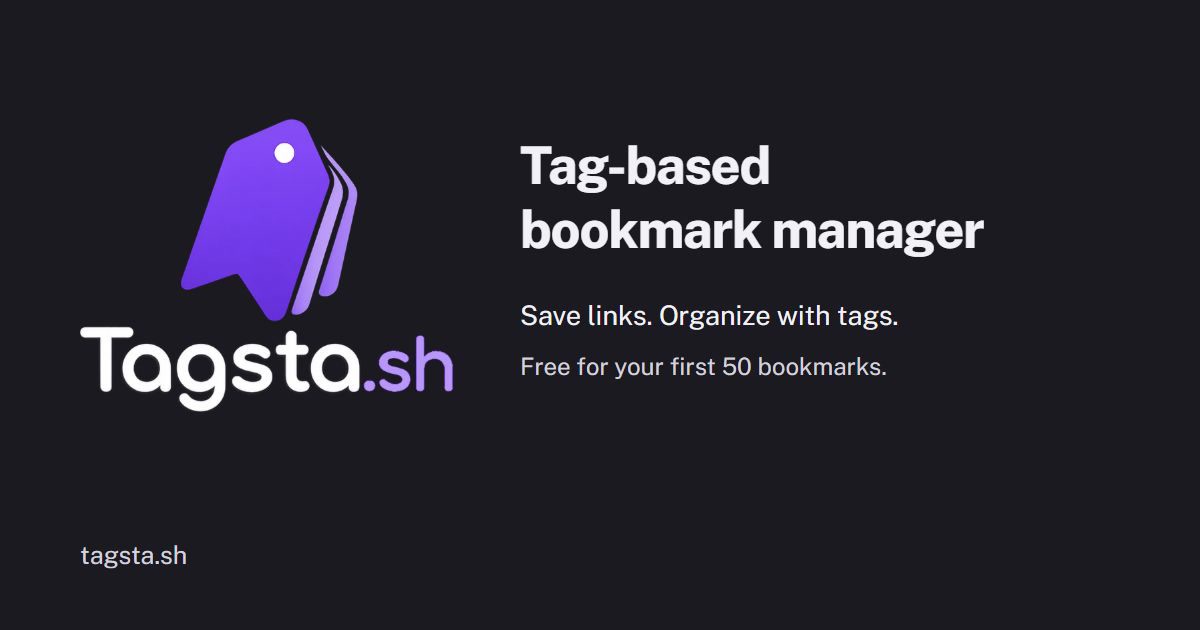 Tagsta.sh
Tag-based
bookmark manager
Save links. Organize with tags.
Free for your first 50 bookmarks.
tagsta.sh